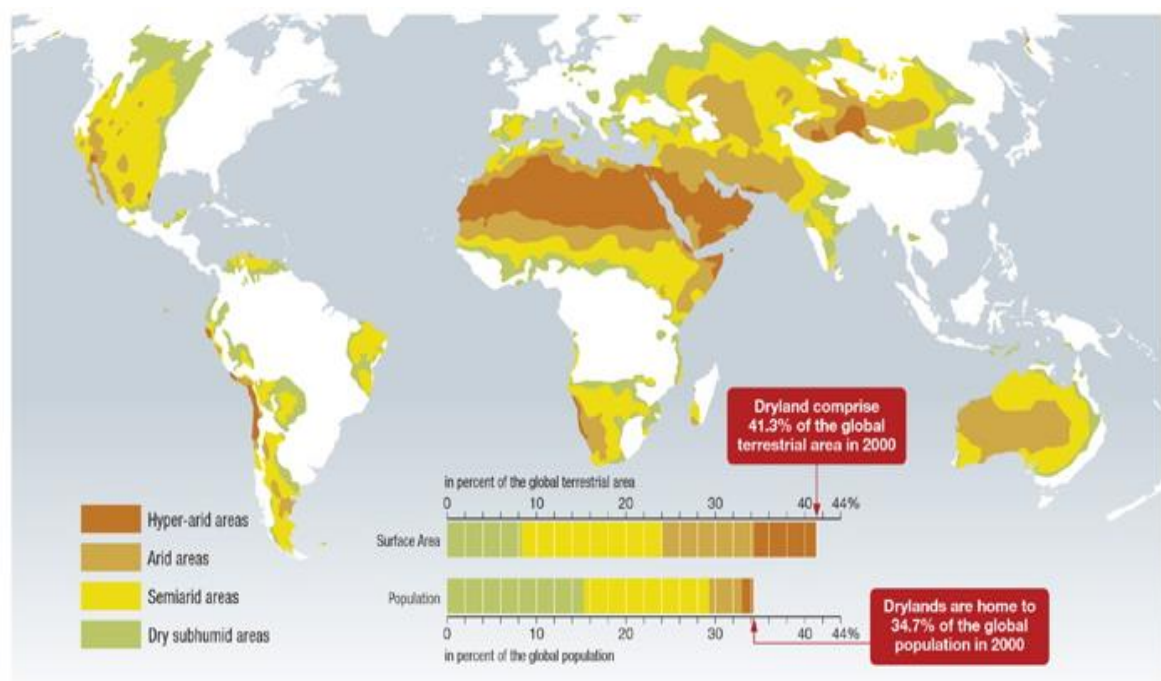 Dryland comprise
41.3% of the global
terrestrial area in 2000
in percent of the global terrestrial area
0 10 20 30 40 44%
Hyper-arid areas
Surface Area
Arid areas
Semiarid areas
Population
Dry subhumid areas
0 10 20 30 40 44%
in percent of the global population
Drylands are home to
34.7% of the global
population in 2000